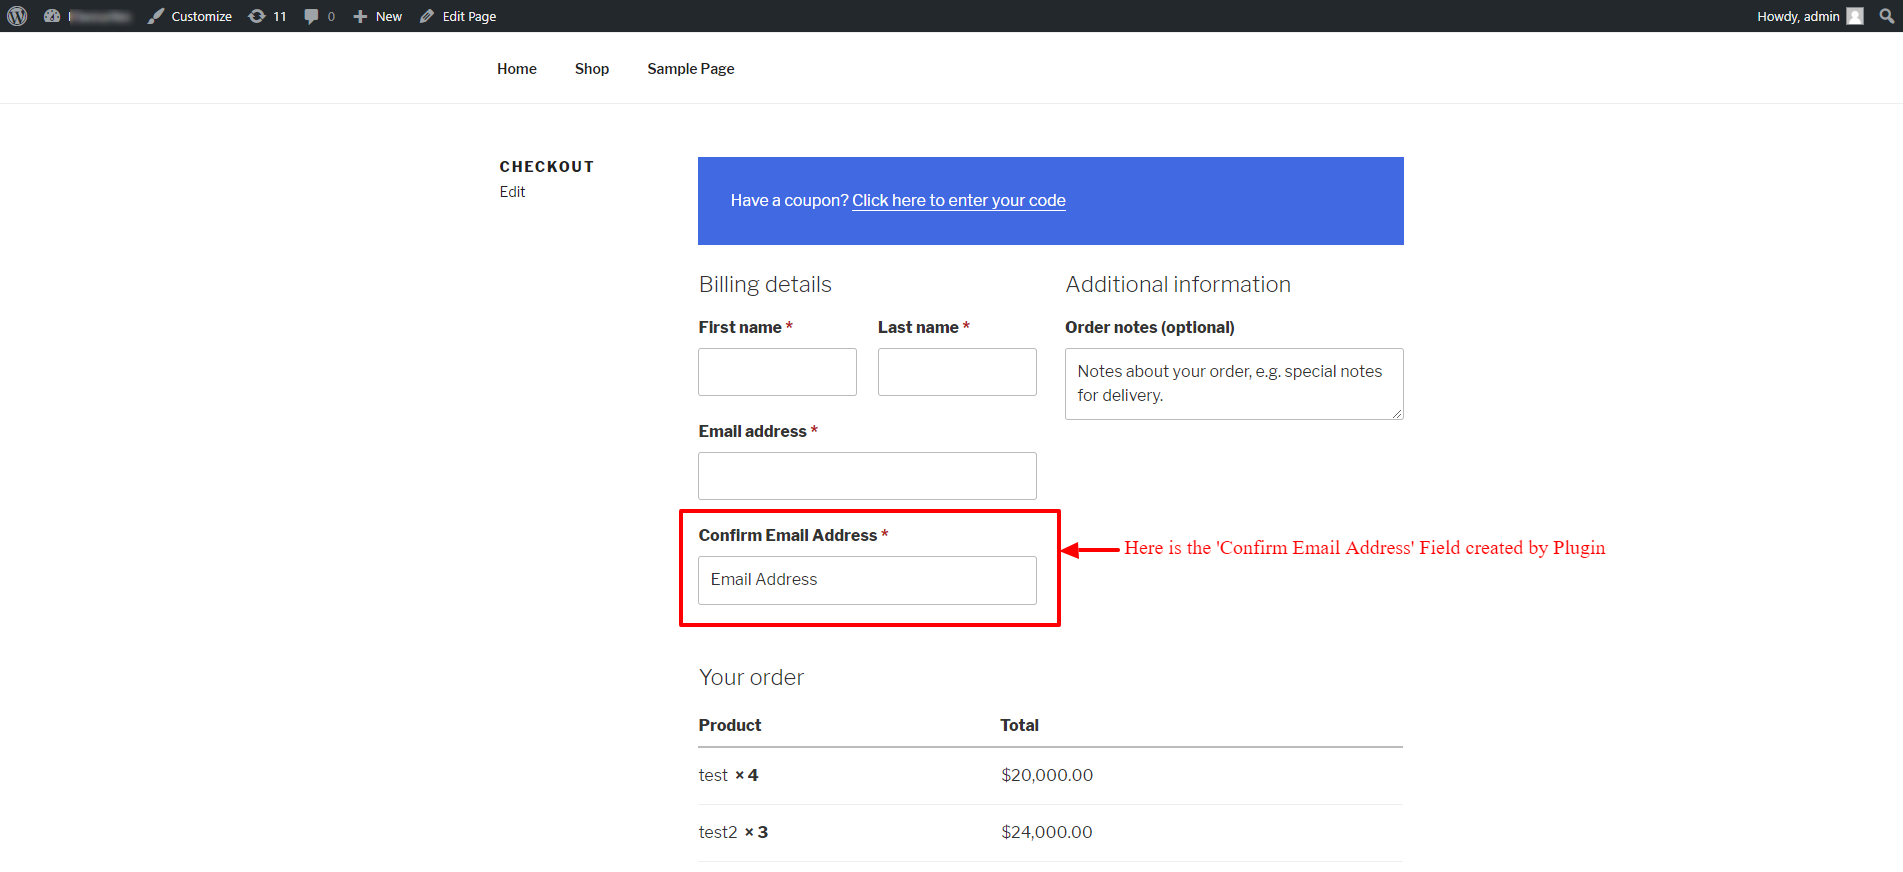 Customize 11 0 New Edit Page Howdy, admin
Home Shop Sample Page
CHECKOUT
Edit
Have a coupon? Click here to enter your code
Billing details
Additional information
First name *
Last name *
Order notes (optional)
Notes about your order, e.g. special notes
for delivery.
Email address *
Confirm Email Address *
Email Address
Here is the 'Confirm Email Address' Field created by Plugin
Your order
Product Total
test × 4 $20,000.00
test2 × 3 $24,000.00